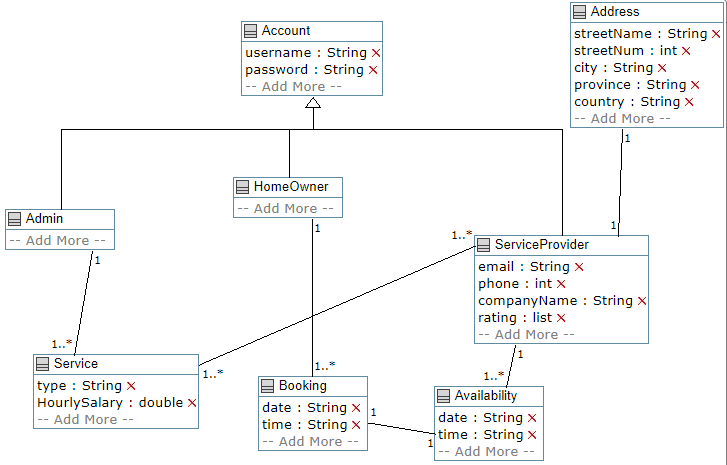 Account
username : String ×
password : String ×
-- Add More --
Address
streetName : String ×
streetNum : int ×
city : String ×
province : String ×
country : String ×
-- Add More --
1
1
Admin
-- Add More --
1
HomeOwner
-- Add More --
1
1..*
ServiceProvider
email : String ×
phone : int ×
companyName : String ×
rating : list ×
-- Add More --
1
1..*
Service
type : String ×
HourlySalary : double ×
-- Add More --
1..*
1..*
Booking
date : String ×
time : String ×
-- Add More --
1
1
1..*
Availability
date : String ×
time : String ×
-- Add More --